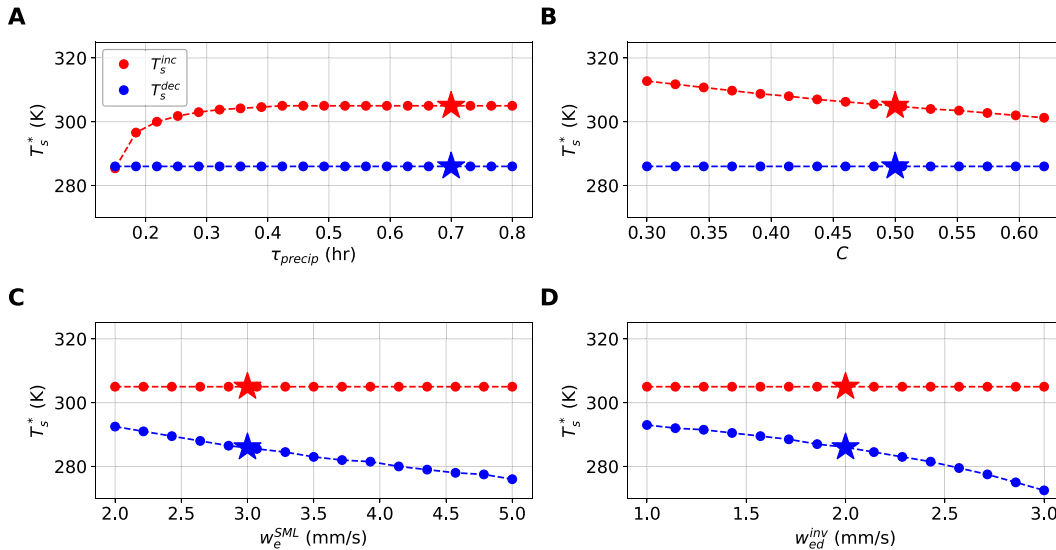 A
B
320
300
280
T_s^* (K)
T_s^{inc}
T_s^{dec}
0.2 0.3 0.4 0.5 0.6 0.7 0.8
τ_{precip} (hr)
320
300
280
T_s^* (K)
0.30 0.35 0.40 0.45 0.50 0.55 0.60
C
C
D
320
300
280
T_s^* (K)
2.0 2.5 3.0 3.5 4.0 4.5 5.0
w_e^{SML} (mm/s)
320
300
280
T_s^* (K)
1.0 1.5 2.0 2.5 3.0
w_{ed}^{inv} (mm/s)